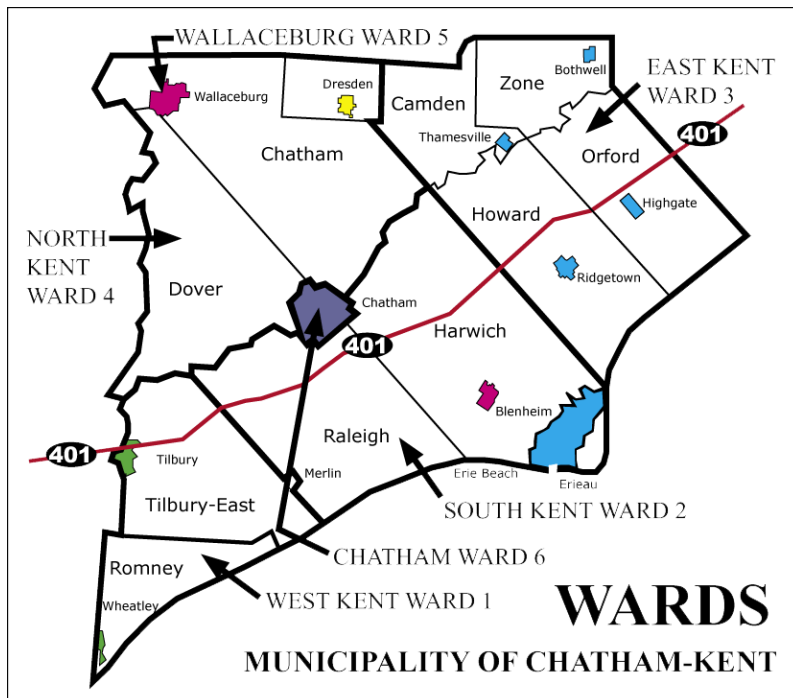 WALLACEBURG WARD 5
Wallaceburg
Dresden
Camden
Zone
Bothwell
EAST KENT
WARD 3
Thamesville
401
Chatham
Orford
Highgate
Howard
NORTH
KENT
WARD 4
Ridgetown
Dover
Chatham
Harwich
401
Blenheim
Raleigh
401
Tilbury
Merlin
Erie Beach
Erieau
Tilbury-East
SOUTH KENT WARD 2
CHATHAM WARD 6
Romney
WEST KENT WARD 1
Wheatley
WARDS
MUNICIPALITY OF CHATHAM-KENT